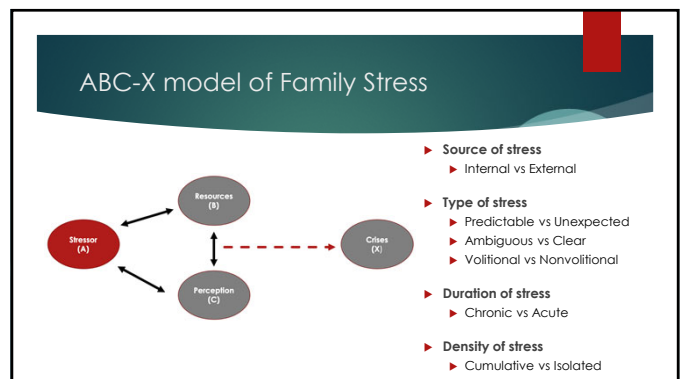 ABC-X model of Family Stress
Resources
(B)
Stressor
(A)
Crises
(X)
Perception
(C)
Source of stress
Internal vs External
Type of stress
Predictable vs Unexpected
Ambiguous vs Clear
Volitional vs Nonvolitional
Duration of stress
Chronic vs Acute
Density of stress
Cumulative vs Isolated